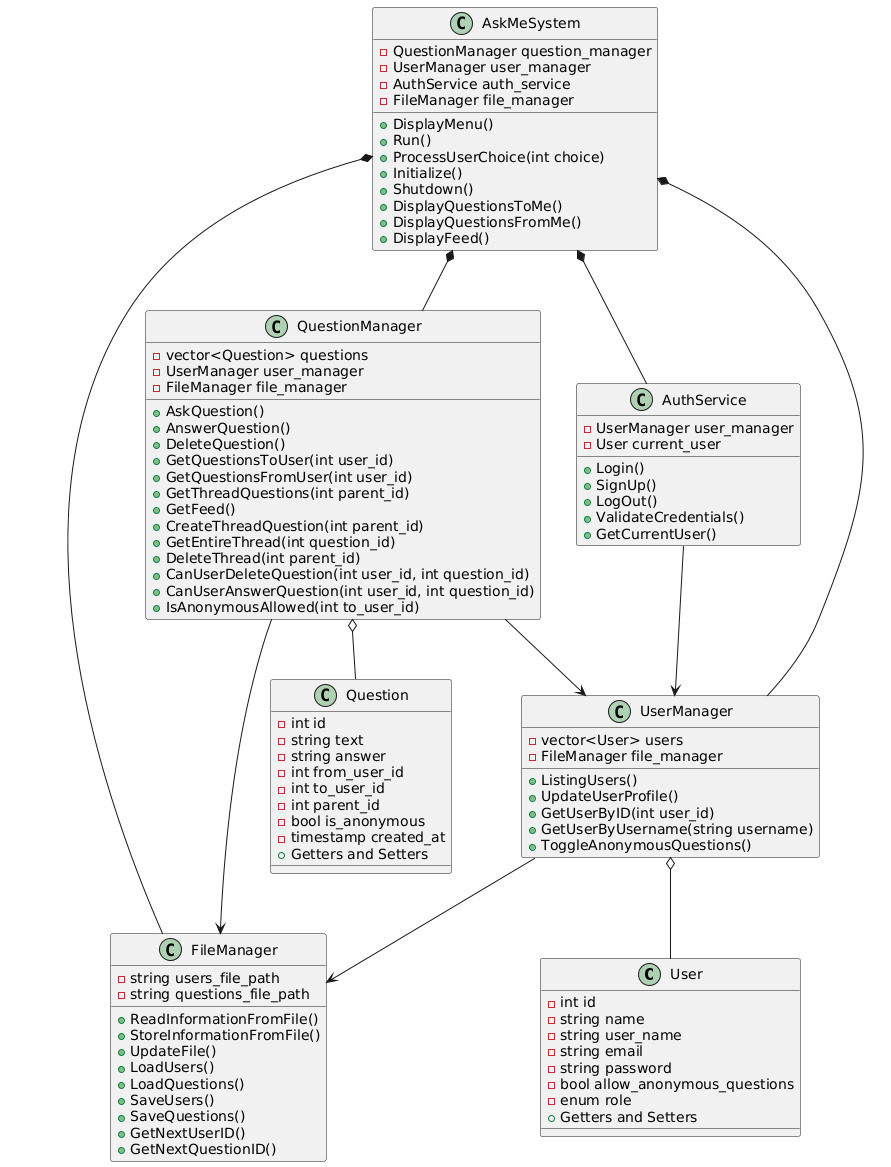 C AskMeSystem
QuestionManager question_manager
UserManager user_manager
AuthService auth_service
FileManager file_manager
DisplayMenu()
Run()
ProcessUserChoice(int choice)
Initialize()
Shutdown()
DisplayQuestionsToMe()
DisplayQuestionsFromMe()
DisplayFeed()
C QuestionManager
vector<Question> questions
UserManager user_manager
FileManager file_manager
AskQuestion()
AnswerQuestion()
DeleteQuestion()
GetQuestionsToUser(int user_id)
GetQuestionsFromUser(int user_id)
GetThreadQuestions(int parent_id)
GetFeed()
CreateThreadQuestion(int parent_id)
GetEntireThread(int question_id)
DeleteThread(int parent_id)
CanUserDeleteQuestion(int user_id, int question_id)
CanUserAnswerQuestion(int user_id, int question_id)
IsAnonymousAllowed(int to_user_id)
C AuthService
UserManager user_manager
User current_user
Login()
SignUp()
LogOut()
ValidateCredentials()
GetCurrentUser()
C Question
int id
string text
string answer
int from_user_id
int to_user_id
int parent_id
bool is_anonymous
timestamp created_at
Getters and Setters
C UserManager
vector<User> users
FileManager file_manager
ListingUsers()
UpdateUserProfile()
GetUserByID(int user_id)
GetUserByUsername(string username)
ToggleAnonymousQuestions()
C FileManager
string users_file_path
string questions_file_path
ReadInformationFromFile()
StoreInformationFromFile()
UpdateFile()
LoadUsers()
LoadQuestions()
SaveUsers()
SaveQuestions()
GetNextUserID()
GetNextQuestionID()
C User
int id
string name
string user_name
string email
string password
bool allow_anonymous_questions
enum role
Getters and Setters